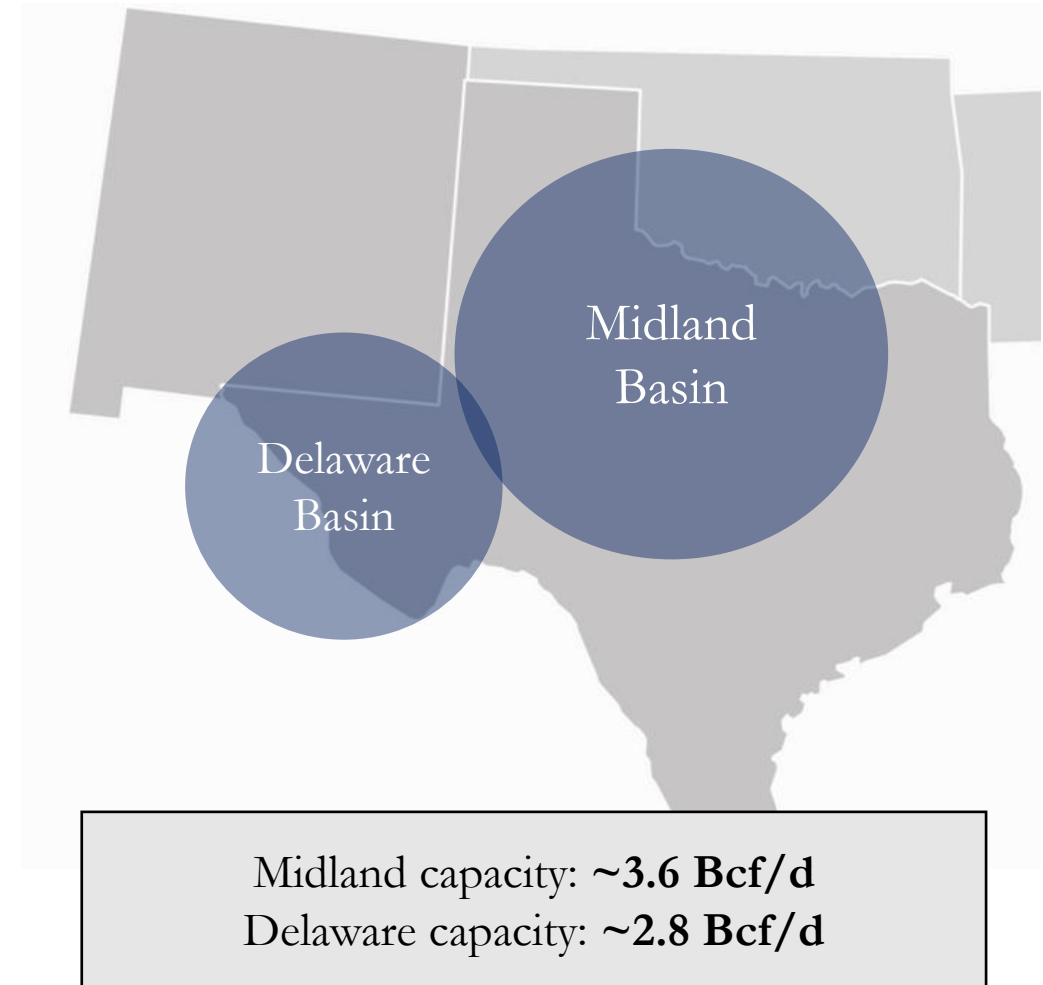 Midland
Basin
Delaware
Basin
Midland capacity: ~3.6 Bcf/d
Delaware capacity: ~2.8 Bcf/d